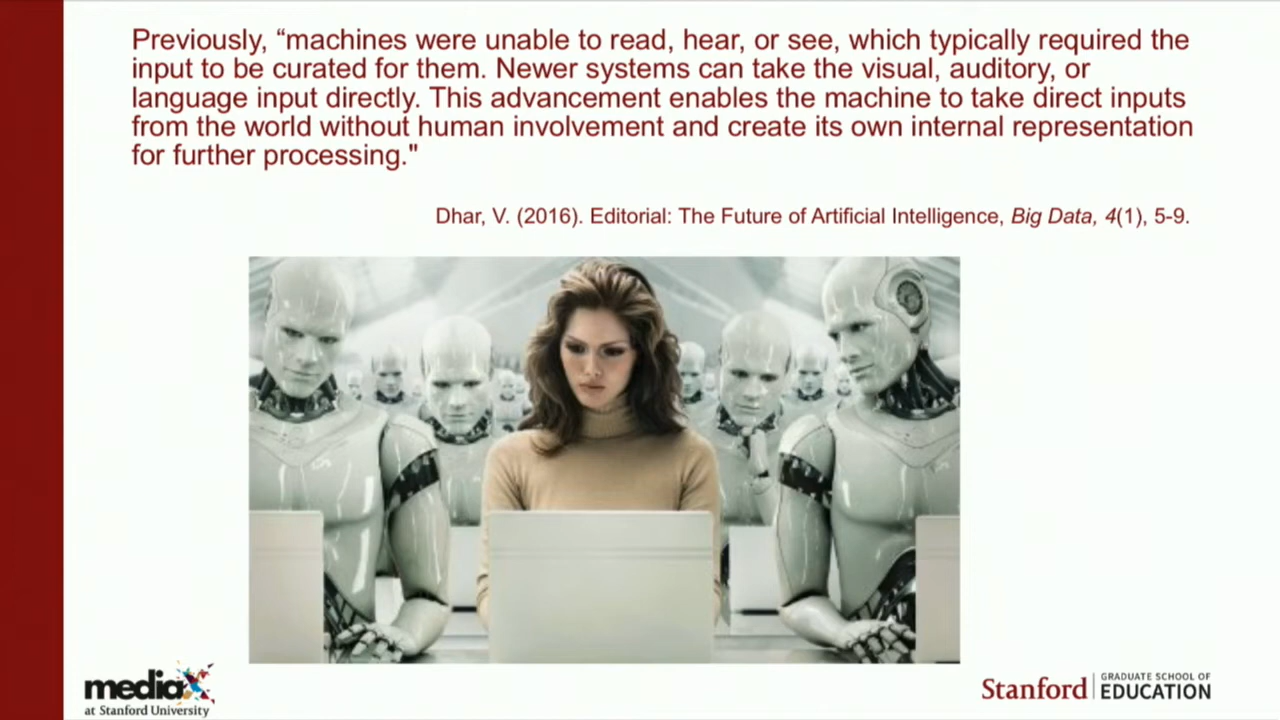 Previously, “machines were unable to read, hear, or see, which typically required the
input to be curated for them. Newer systems can take the visual, auditory, or
language input directly. This advancement enables the machine to take direct inputs
from the world without human involvement and create its own internal representation
for further processing."
Dhar, V. (2016). Editorial: The Future of Artificial Intelligence, Big Data, 4(1), 5-9.
mediaX
at Stanford University
Stanford
GRADUATE SCHOOL OF
EDUCATION